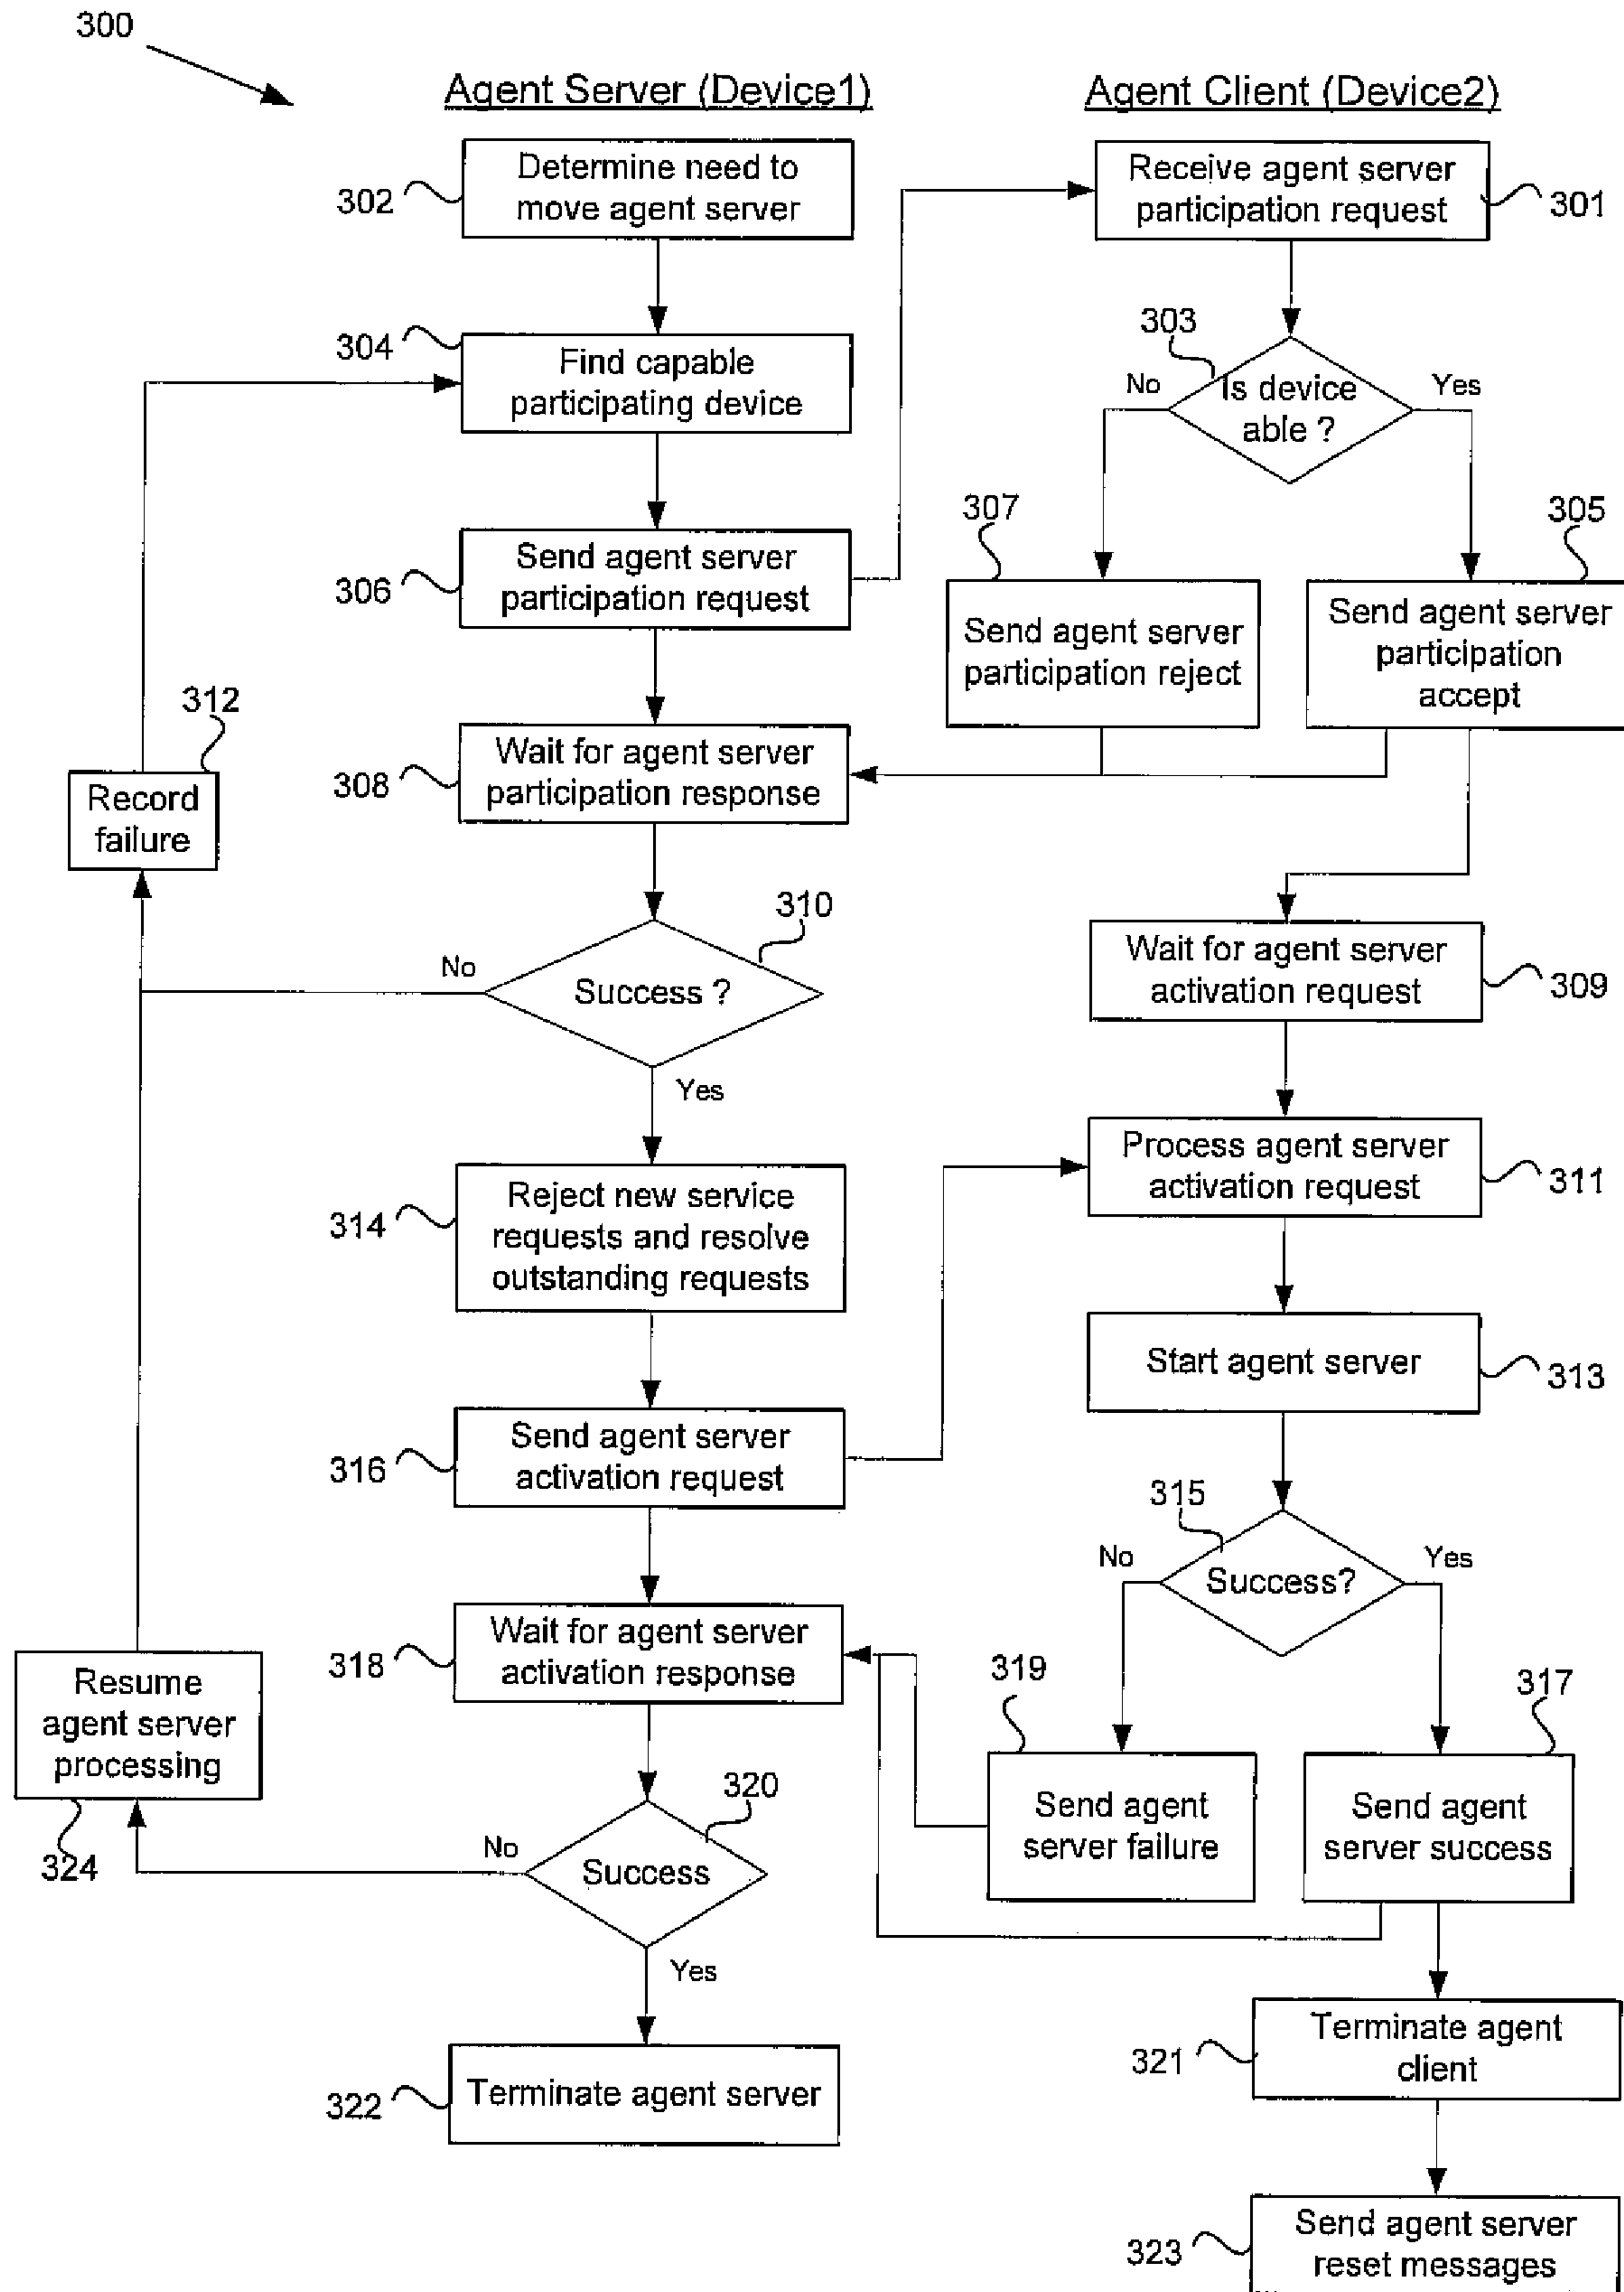 300
Agent Server (Device1)
Agent Client (Device2)
302
Determine need to
move agent server
Receive agent server
participation request
301
304
Find capable
participating device
303
No
Is device
able ?
Yes
306
Send agent server
participation request
307
Send agent server
participation reject
305
Send agent server
participation
accept
312
Record
failure
308
Wait for agent server
participation response
310
No
Success ?
Yes
Wait for agent server
activation request
309
314
Reject new service
requests and resolve
outstanding requests
Process agent server
activation request
311
Start agent server
313
316
Send agent server
activation request
315
No
Success?
Yes
318
Wait for agent server
activation response
Resume
agent server
processing
324
319
Send agent
server failure
317
Send agent
server success
320
No
Success
Yes
322
Terminate agent server
321
Terminate agent
client
323
Send agent server
reset messages